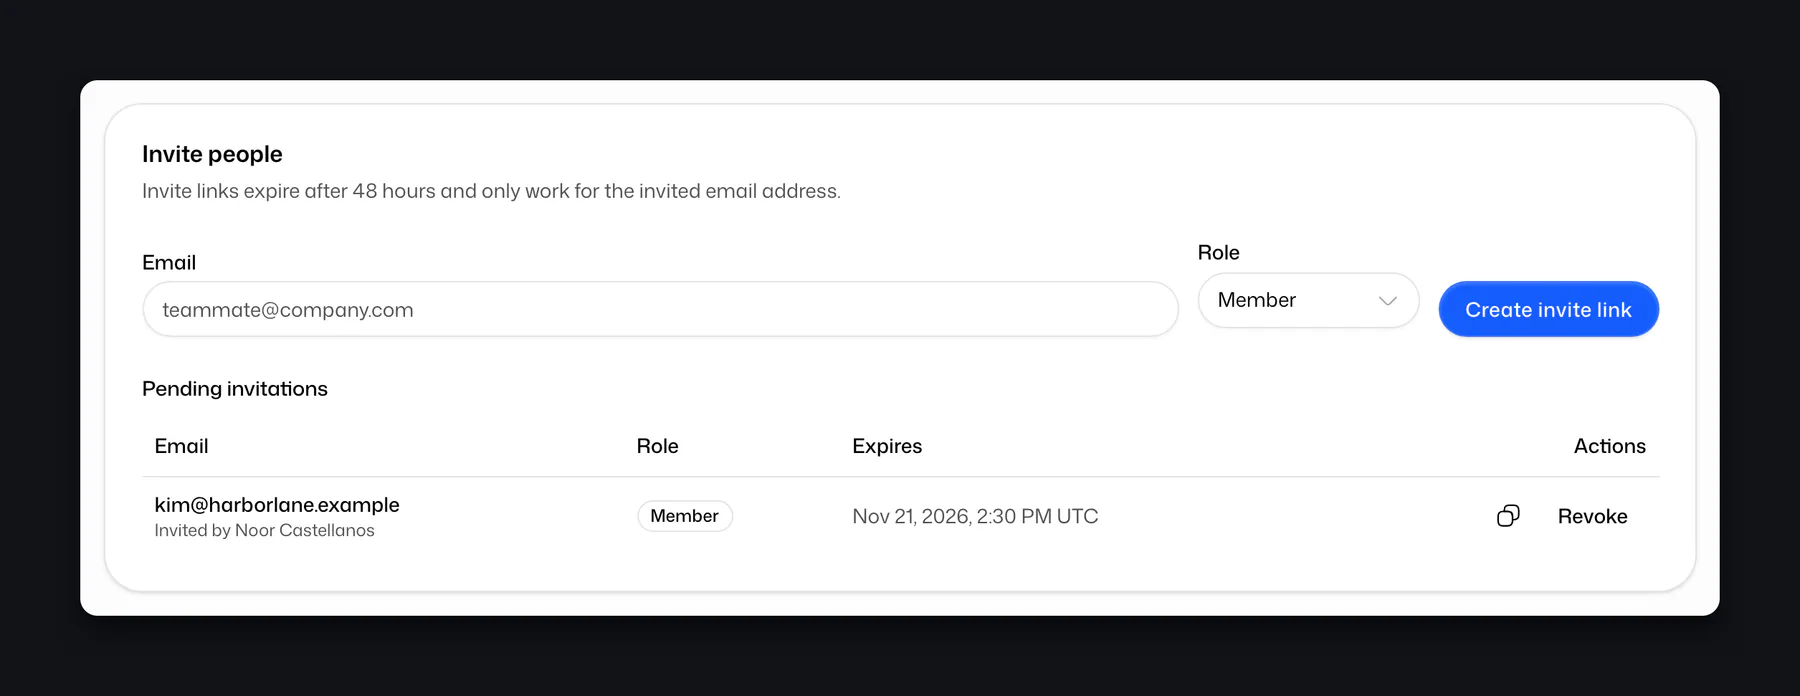 Invite people
Invite links expire after 48 hours and only work for the invited email address.
Email
teammate@company.com
Role
Member
Create invite link
Pending invitations
Email Role Expires Actions
kim@harborlane.example
Invited by Noor Castellanos
Member
Nov 21, 2026, 2:30 PM UTC
Revoke